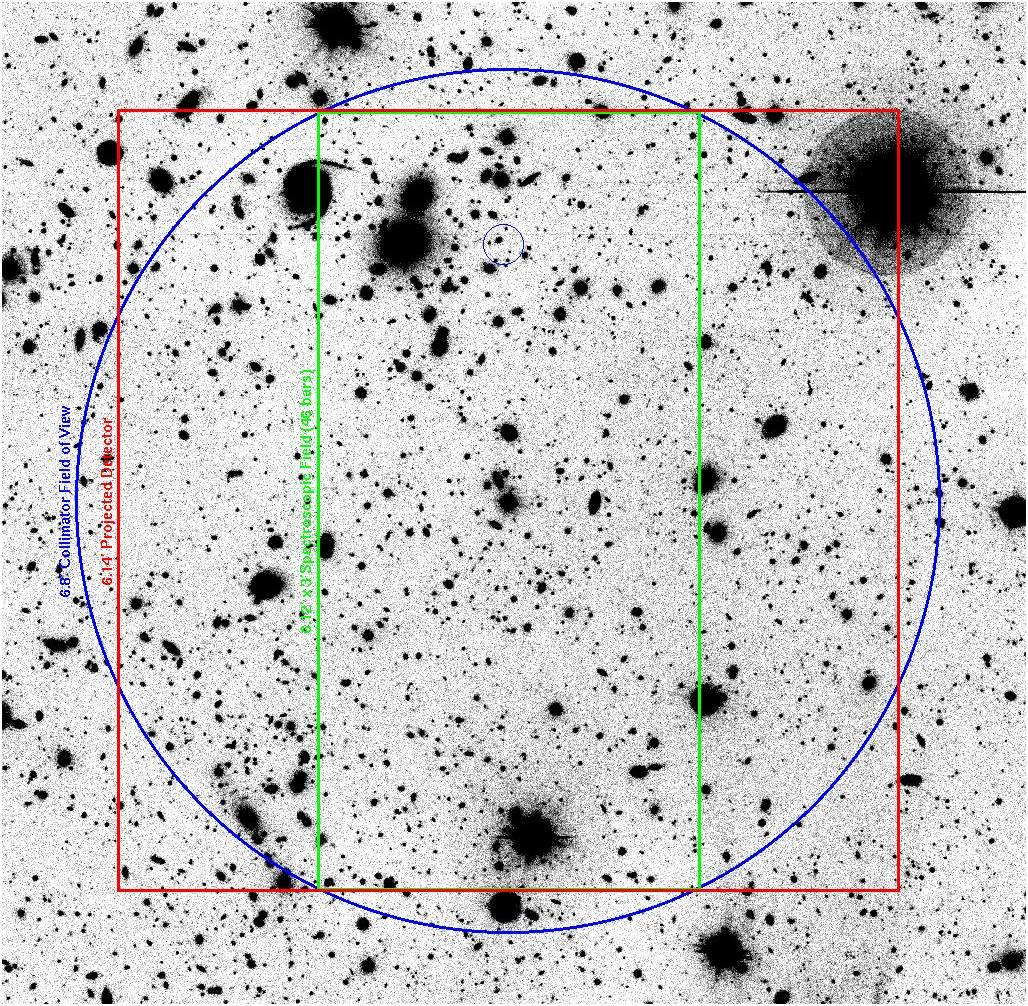 6.8' Collimator Field of View
6.14' Projected Detector
6.12' x 3' Spectroscopic Field (46 bars)